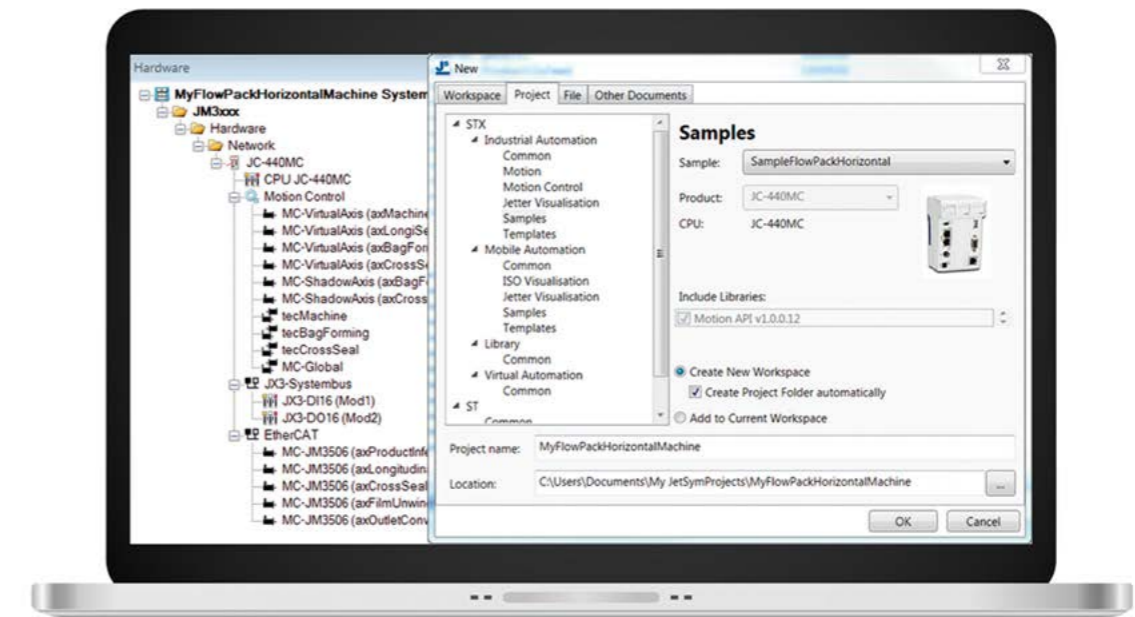 Hardware
MyFlowPackHorizontalMachine System
JM3xxx
Hardware
Network
JC-440MC
CPU JC-440MC
Motion Control
MC-VirtualAxis (axMachine
MC-VirtualAxis (axLongiSe
MC-VirtualAxis (axBagFor
MC-VirtualAxis (axCrossS
MC-ShadowAxis (axBagF
MC-ShadowAxis (axCross
tecMachine
tecBagForming
tecCrossSeal
MC-Global
JX3-Systembus
JX3-DI16 (Mod1)
JX3-DO16 (Mod2)
EtherCAT
MC-JM3506 (axProductInfe
MC-JM3506 (axLongitudin
MC-JM3506 (axCrossSeal
MC-JM3506 (axFilmUnwin
MC-JM3506 (axOutletConv
New
Workspace Project File Other Documents
STX
Industrial Automation
Common
Motion
Motion Control
Jetter Visualisation
Samples
Templates
Mobile Automation
Common
ISO Visualisation
Jetter Visualisation
Samples
Templates
Library
Common
Virtual Automation
Common
ST
Common
Samples
Sample: SampleFlowPackHorizontal
Product: JC-440MC
CPU: JC-440MC
Include Libraries:
Motion API v1.0.0.12
Create New Workspace
Create Project Folder automatically
Add to Current Workspace
Project name: MyFlowPackHorizontalMachine
Location: C:\Users\Documents\My JetSymProjects\MyFlowPackHorizontalMachine ...
OK Cancel